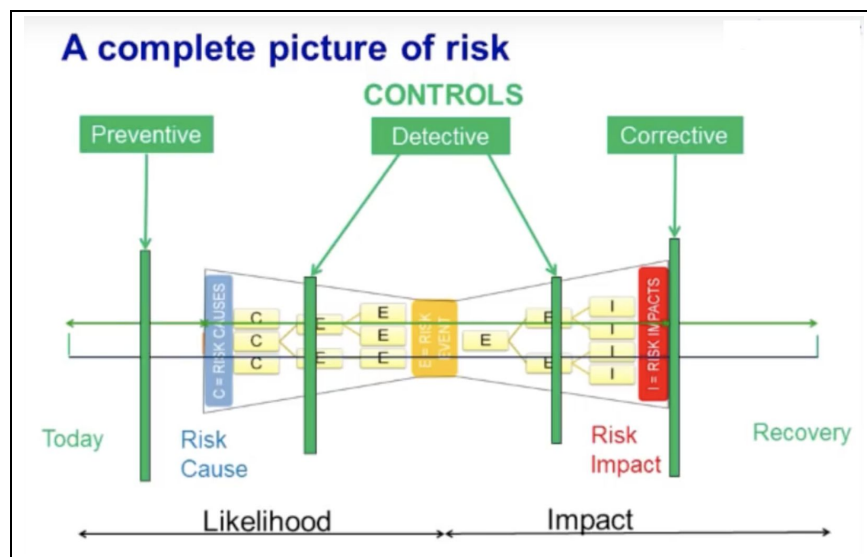 A complete picture of risk
CONTROLS
Preventive
Detective
Corrective
C = RISK CAUSES
C
C
C
E
E
E
E
E
E = RISK EVENT
E
E
E
I
I
I
I
I = RISK IMPACTS
Today
Risk
Cause
Risk
Impact
Recovery
Likelihood
Impact